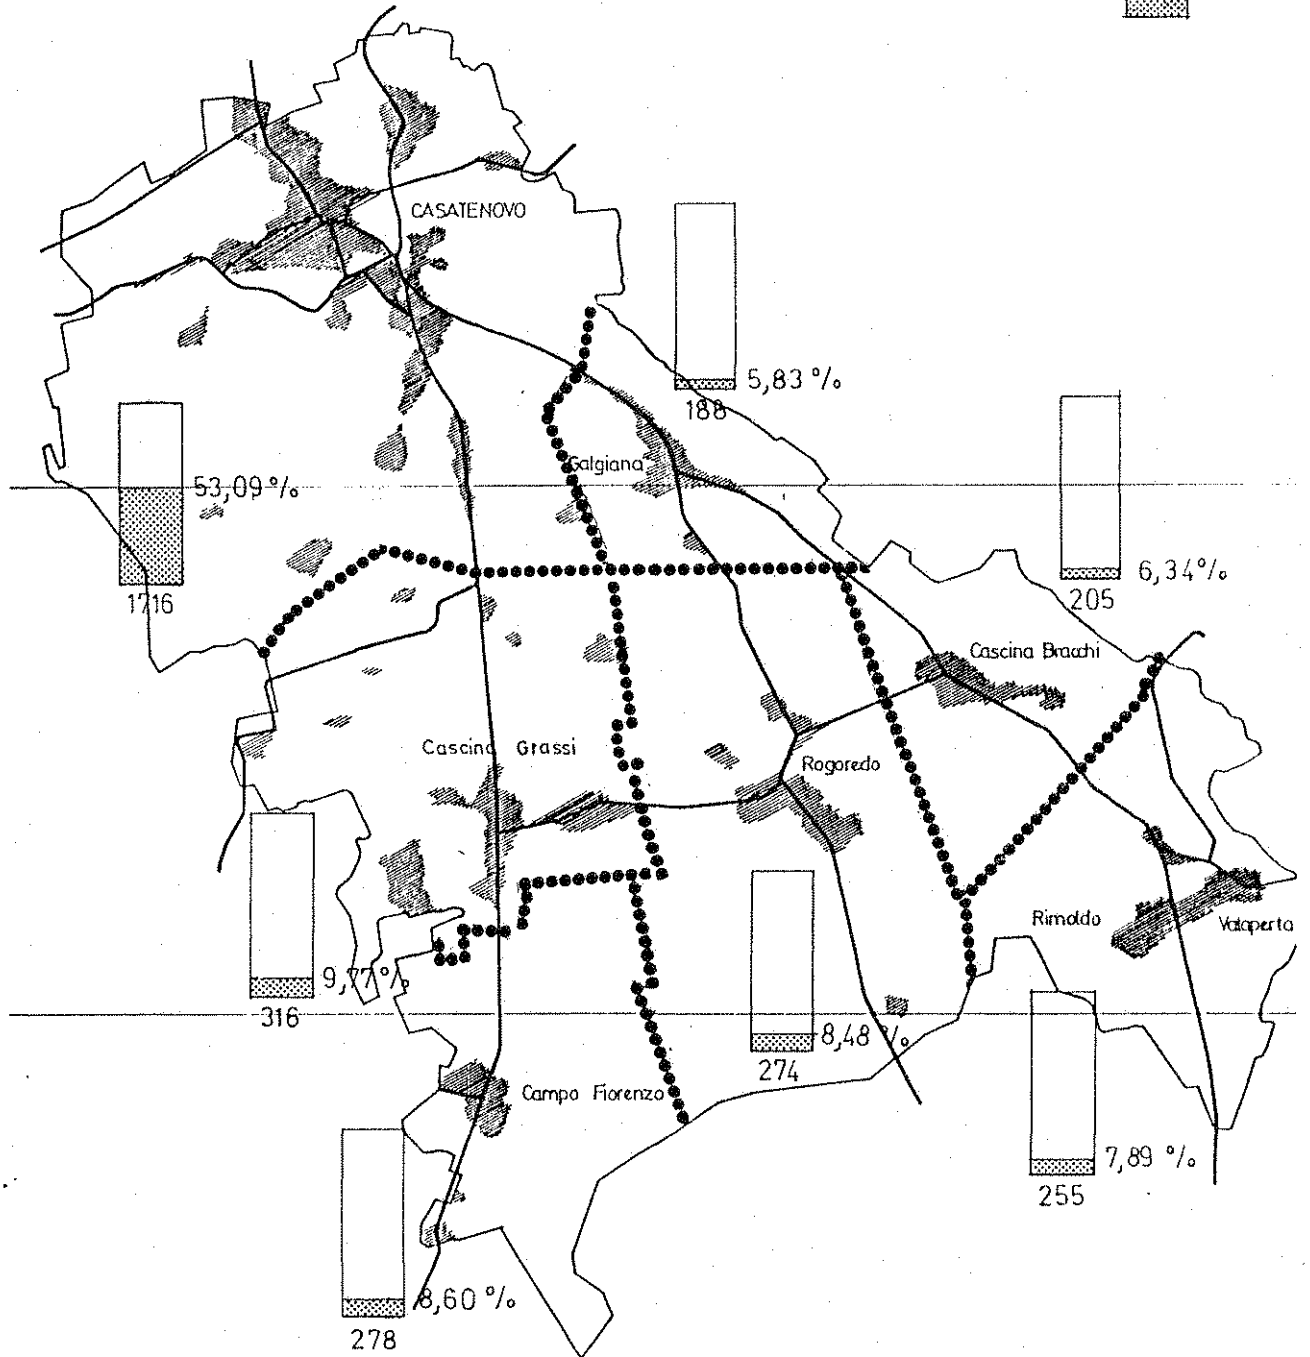 CASATENOVO
5,83 %
188
Galgiana
53,09 %
1716
6,34%
205
Cascina Bracchi
Cascina Grassi
Rogoredo
Rimoldo
Valaperta
9,77 %
316
8,48 %
274
Campo Fiorenzo
7,89 %
255
8,60 %
278